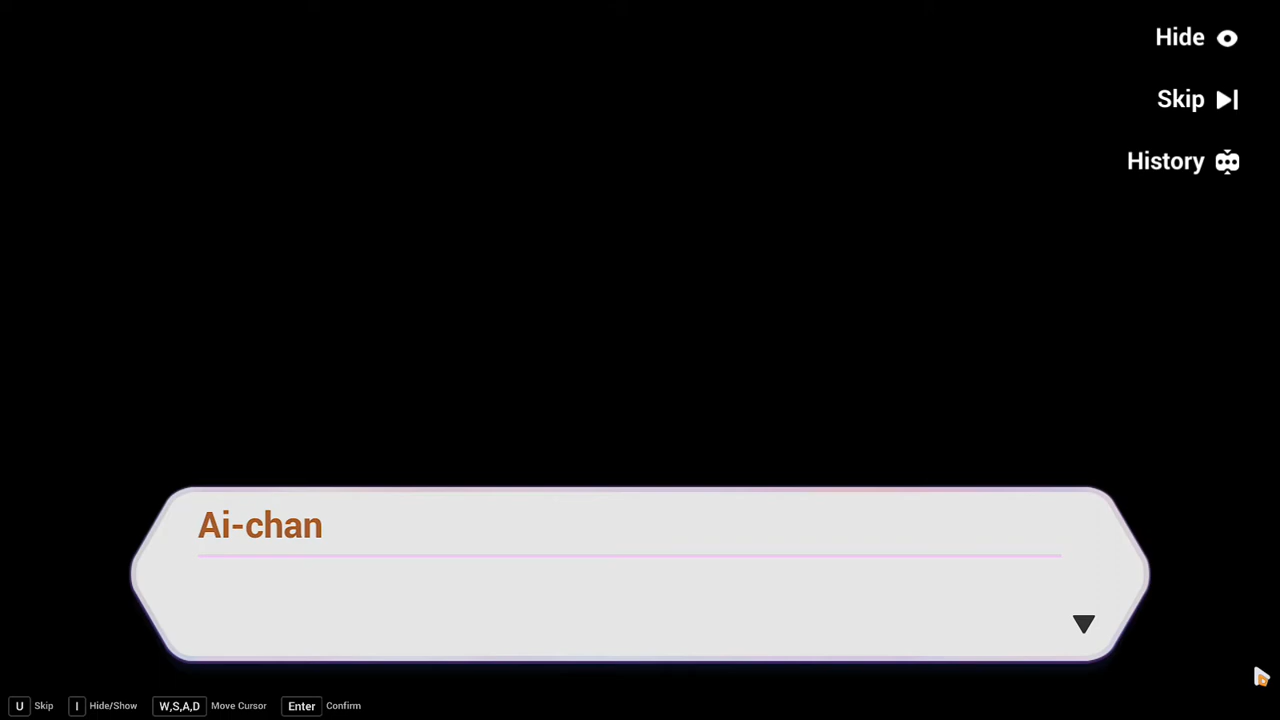 Hide
Skip
History
Ai-chan
U Skip I Hide/Show W,S,A,D Move Cursor Enter Confirm